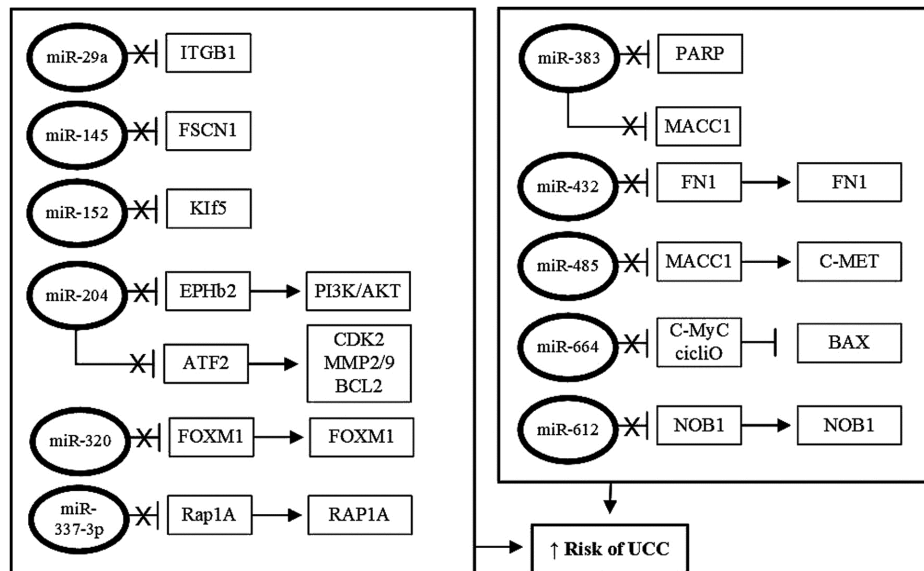 miR-29a
ITGB1
miR-145
FSCN1
miR-152
KIf5
miR-204
EPHb2
PI3K/AKT
ATF2
CDK2
MMP2/9
BCL2
miR-320
FOXM1
FOXM1
miR-
337-3p
Rap1A
RAP1A
miR-383
PARP
MACC1
miR-432
FN1
FN1
miR-485
MACC1
C-MET
miR-664
C-MyC
cicliO
BAX
miR-612
NOB1
NOB1
↑ Risk of UCC